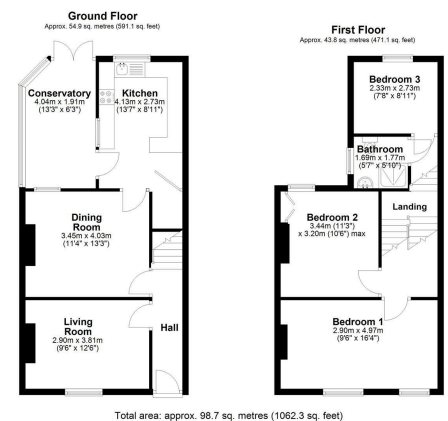 Ground Floor
Approx. 54.9 sq. metres (591.1 sq. feet)
Conservatory
4.04m x 1.91m
(13'3" x 6'3")
Kitchen
4.13m x 2.73m
(13'7" x 8'11")
Dining
Room
3.45m x 4.03m
(11'4" x 13'3")
Living
Room
2.90m x 3.81m
(9'6" x 12'6")
Hall
First Floor
Approx. 43.8 sq. metres (471.1 sq. feet)
Bedroom 3
2.33m x 2.73m
(7'8" x 8'11")
Bathroom
1.69m x 1.77m
(5'7" x 5'10")
Landing
Bedroom 2
3.44m (11'3")
x 3.20m (10'6") max
Bedroom 1
2.90m x 4.97m
(9'6" x 16'4")
Total area: approx. 98.7 sq. metres (1062.3 sq. feet)